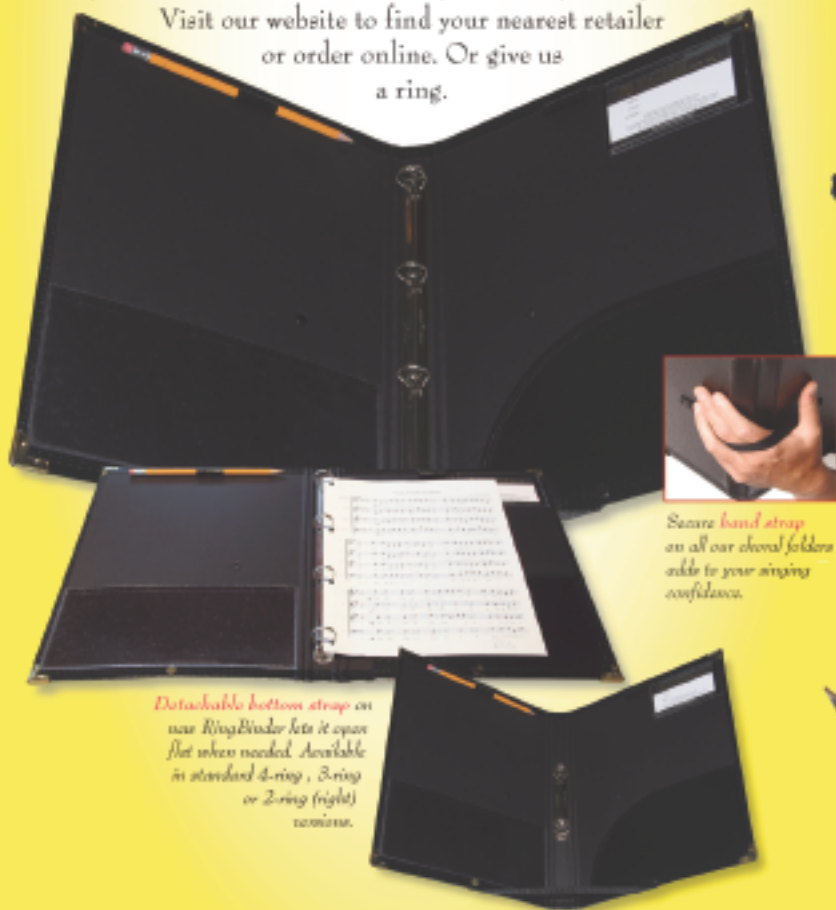 Visit our website to find your nearest retailer
or order online. Or give us
a ring.
Secure hand strap
on all our choral folders
adds to your singing
confidence.
Detachable bottom strap on
new RingBinder lets it open
flat when needed. Available
in standard 4-ring , 3-ring
or 2-ring (right)
versions.